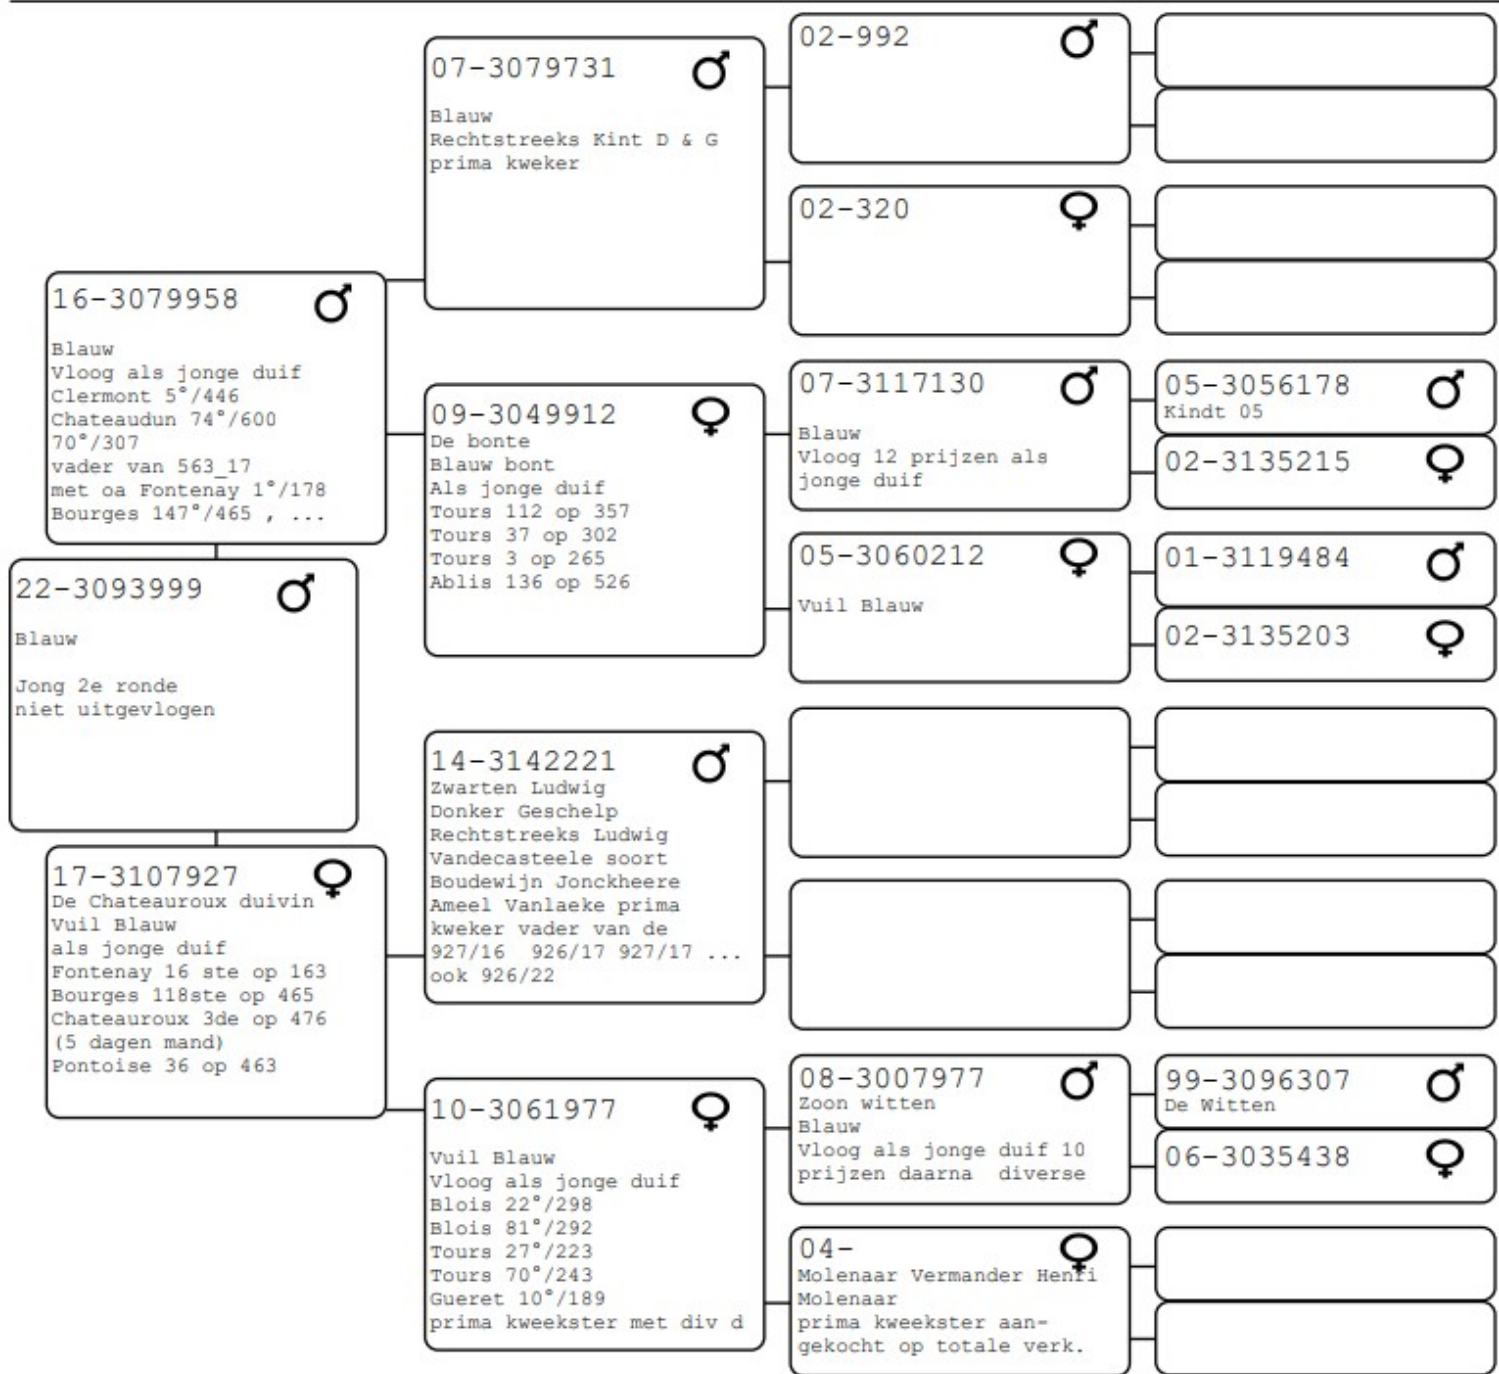 16-3079958
Blauw
Vloog als jonge duif
Clermont 5°/446
Chateaudun 74°/600
70°/307
vader van 563_17
met oa Fontenay 1°/178
Bourges 147°/465 , ...
22-3093999
Blauw
Jong 2e ronde
niet uitgevlogen
17-3107927
De Chateauroux duivin
Vuil Blauw
als jonge duif
Fontenay 16 ste op 163
Bourges 118ste op 465
Chateauroux 3de op 476
(5 dagen mand)
Pontoise 36 op 463
07-3079731
Blauw
Rechtstreeks Kint D & G
prima kweker
09-3049912
De bonte
Blauw bont
Als jonge duif
Tours 112 op 357
Tours 37 op 302
Tours 3 op 265
Ablis 136 op 526
14-3142221
Zwarten Ludwig
Donker Geschelp
Rechtstreeks Ludwig
Vandecasteele soort
Boudewijn Jonckheere
Ameel Vanlaeke prima
kweker vader van de
927/16 926/17 927/17 ...
ook 926/22
10-3061977
Vuil Blauw
Vloog als jonge duif
Blois 22°/298
Blois 81°/292
Tours 27°/223
Tours 70°/243
Gueret 10°/189
prima kweekster met div d
02-992
02-320
07-3117130
Blauw
Vloog 12 prijzen als
jonge duif
05-3060212
Vuil Blauw
08-3007977
Zoon witten
Blauw
Vloog als jonge duif 10
prijzen daarna diverse
04-
Molenaar Vermander Henri
Molenaar
prima kweekster aan-
gekocht op totale verk.
05-3056178
Kindt 05
02-3135215
01-3119484
02-3135203
99-3096307
De Witten
06-3035438